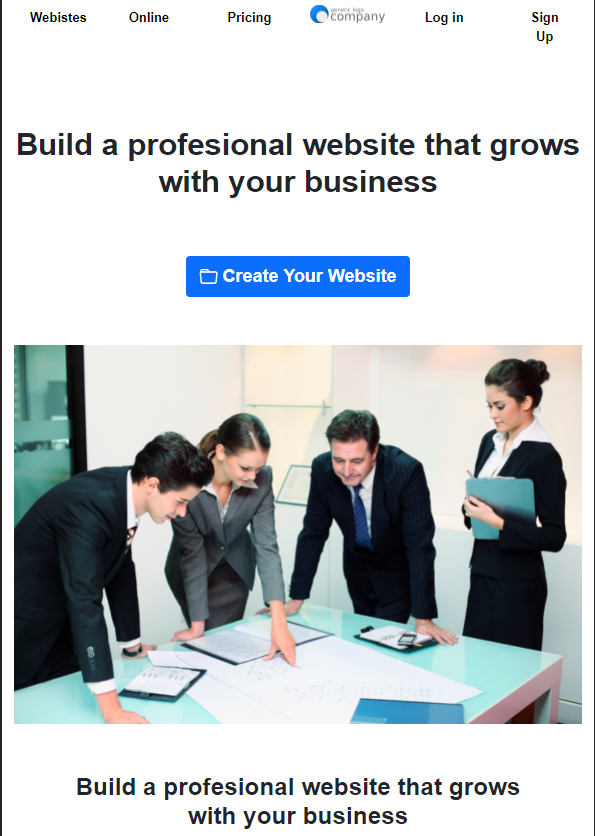 Webistes Online Pricing generic logo company Log in Sign
Up
Build a profesional website that grows
with your business
Create Your Website
Build a profesional website that grows
with your business